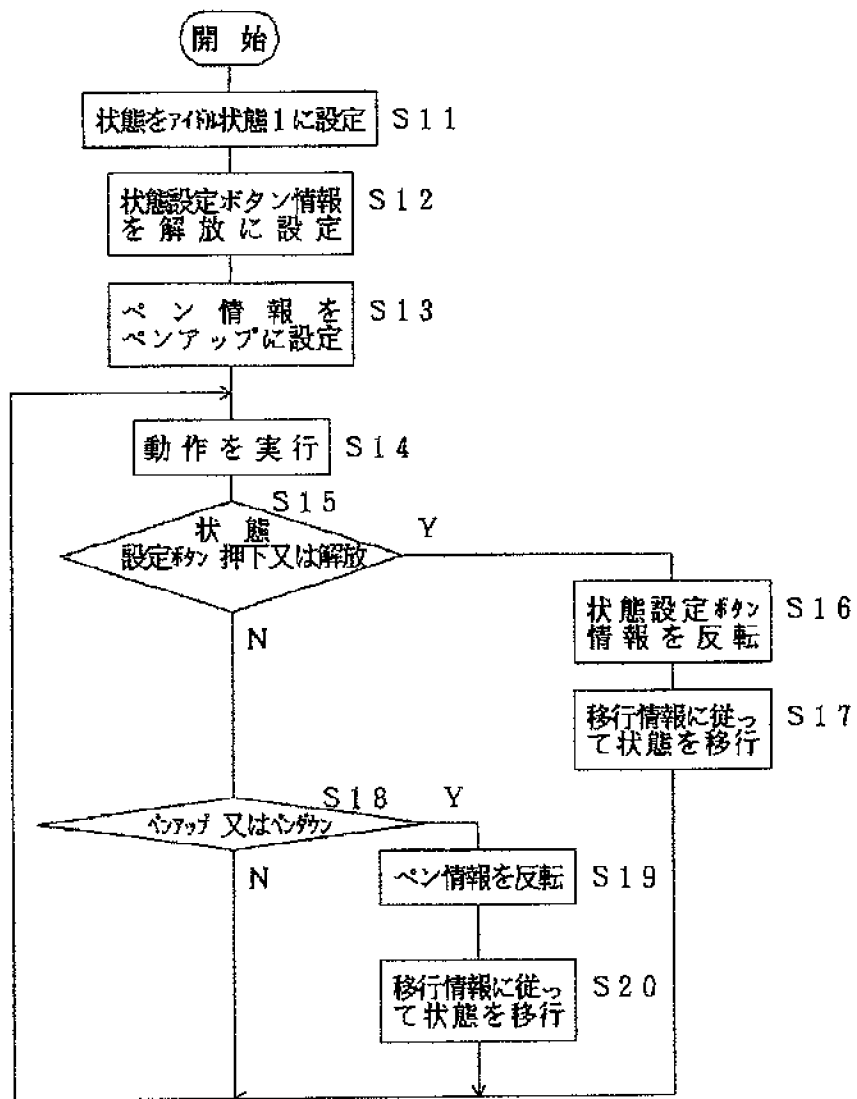 開 始
状態をアイドル状態1に設定 S11
状態設定ボタン情報 S12
を解放に設定
ペン情報を S13
ペンアップに設定
動作を実行 S14
S15
状態
設定ボタン 押下又は解放
Y
N
状態設定ボタン S16
情報を反転
移行情報に従っ S17
て状態を移行
S18
Y
ペンアップ 又はペンダウン
N
ペン情報を反転 S19
移行情報に従っ S20
て状態を移行